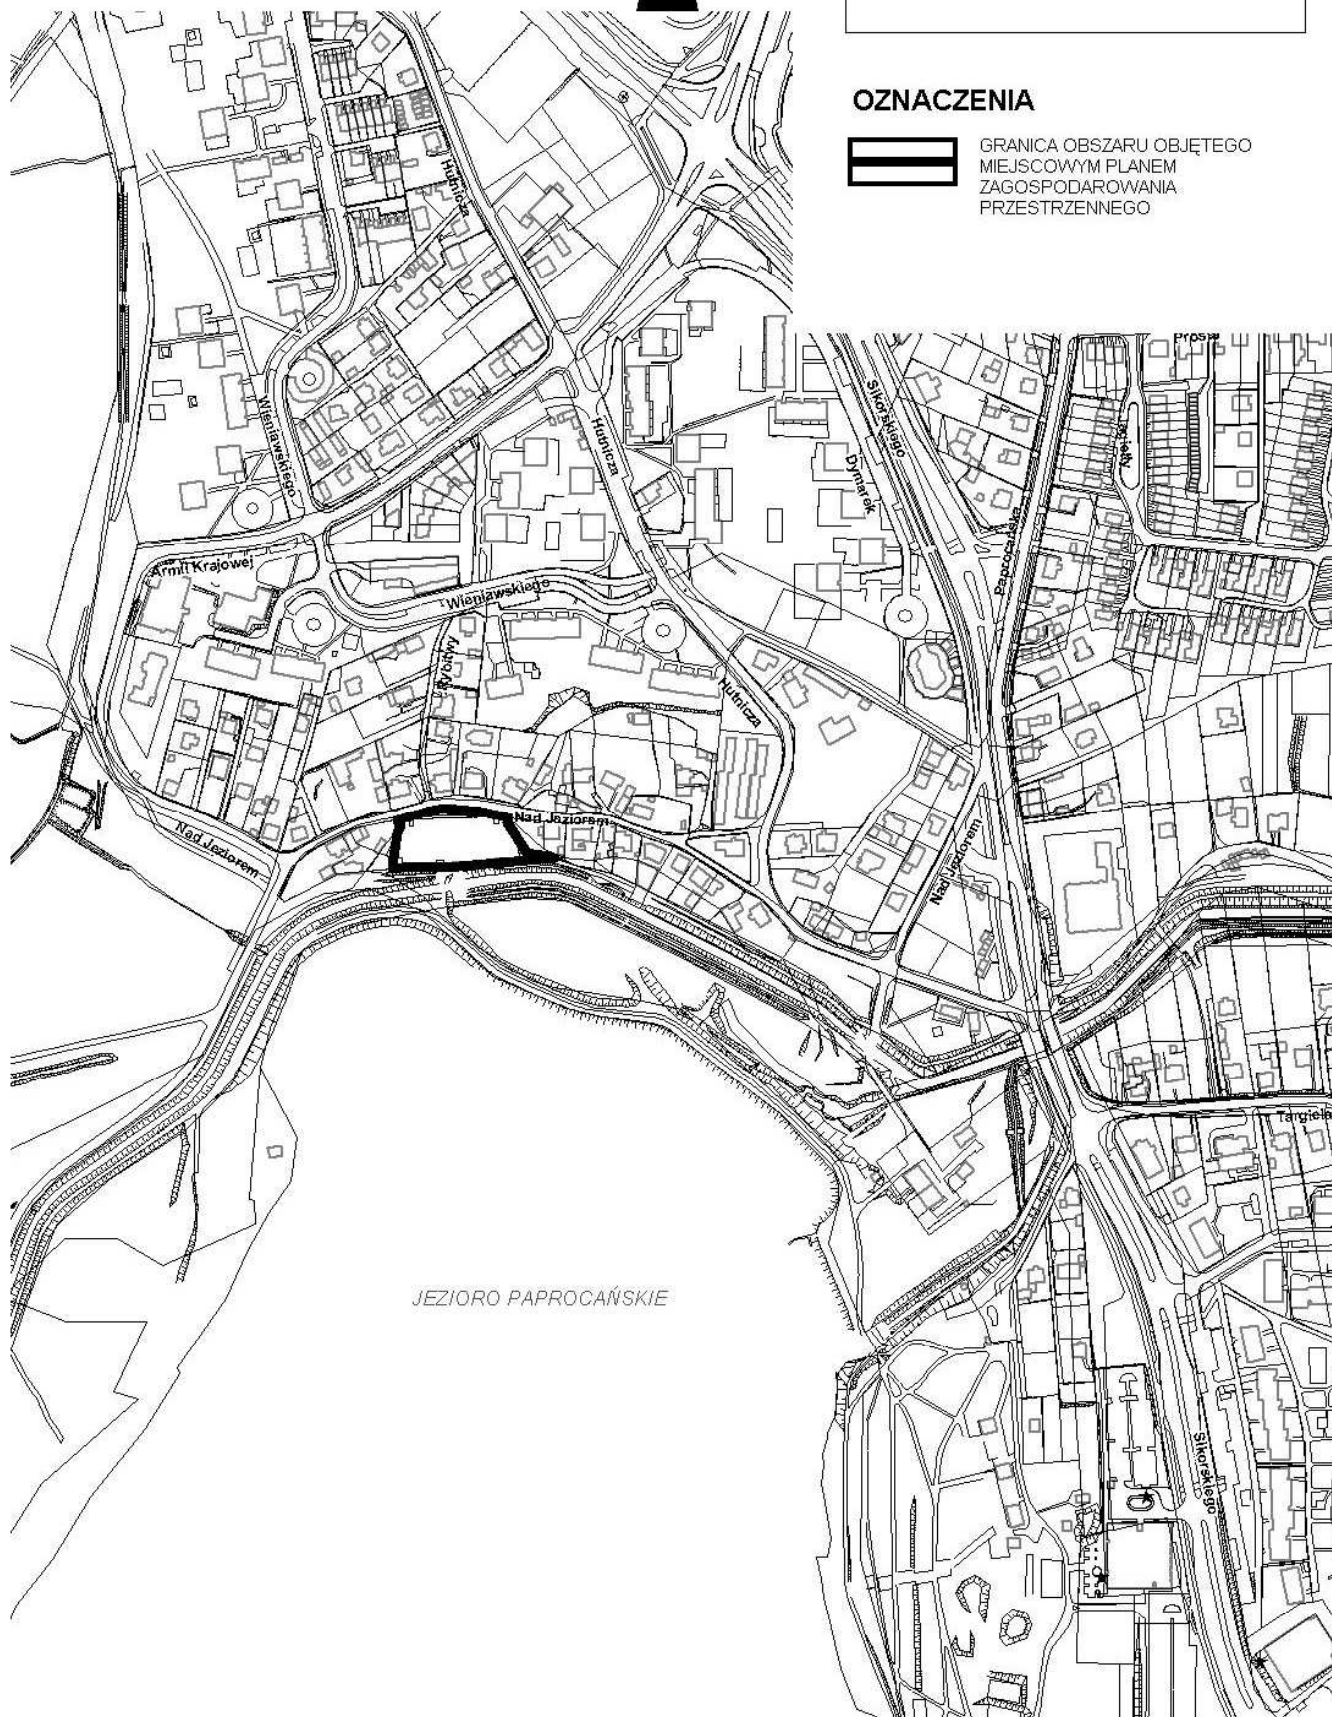 OZNACZENIA
GRANICA OBSZARU OBJĘTEGO
MIEJSCOWYM PLANEM
ZAGOSPODAROWANIA
PRZESTRZENNEGO
Hutnicza
Prosta
Wieniawskiego
Hutnicza
Sikorskiego
Dymarek
Paprocańska
Armii Krajowej
Wieniawskiego
Rybitwy
Hutnicza
Nad Jeziorem
Nad Jeziorem
Nad Jeziorem
Targiela
JEZIORO PAPROCAŃSKIE
Sikorskiego